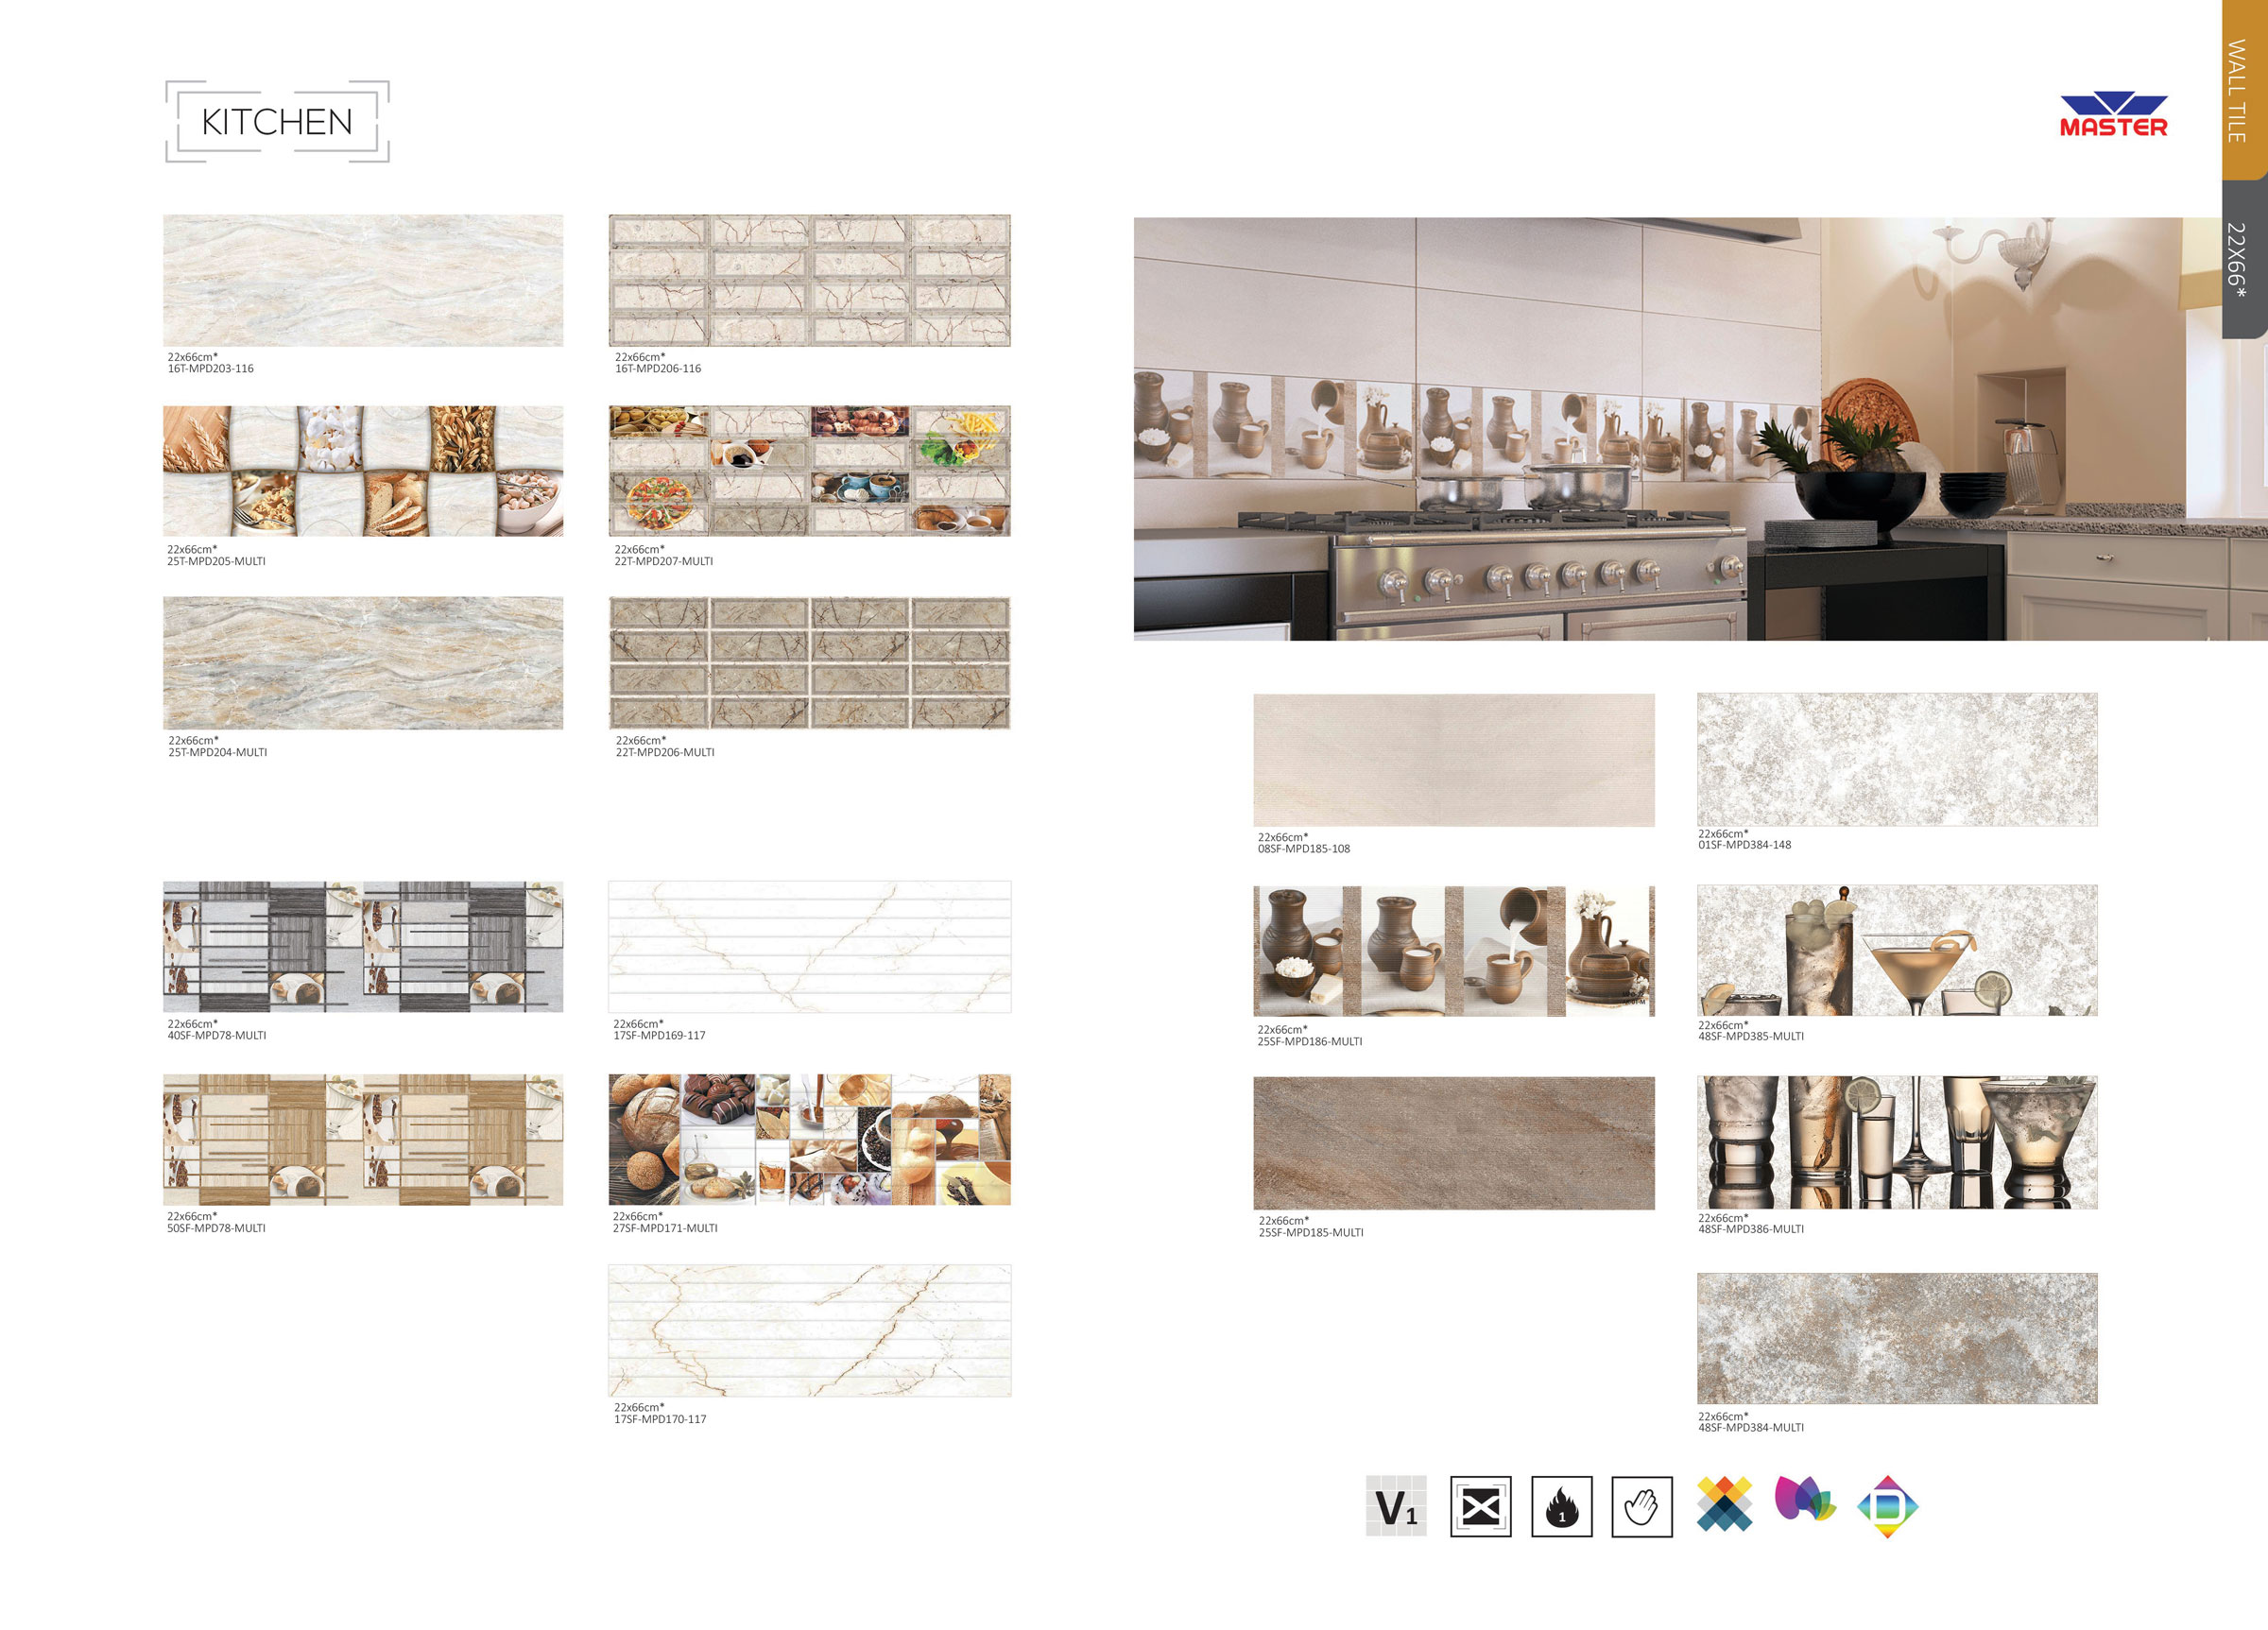 KITCHEN
MASTER
WALL TILE
22X66*
22x66cm*
16T-MPD203-116
22x66cm*
16T-MPD206-116
22x66cm*
25T-MPD205-MULTI
22x66cm*
22T-MPD207-MULTI
22x66cm*
25T-MPD204-MULTI
22x66cm*
22T-MPD206-MULTI
22x66cm*
40SF-MPD78-MULTI
22x66cm*
17SF-MPD169-117
22x66cm*
50SF-MPD78-MULTI
22x66cm*
27SF-MPD171-MULTI
22x66cm*
17SF-MPD170-117
22x66cm*
08SF-MPD185-108
22x66cm*
01SF-MPD384-148
22x66cm*
25SF-MPD186-MULTI
22x66cm*
48SF-MPD385-MULTI
22x66cm*
25SF-MPD185-MULTI
22x66cm*
48SF-MPD386-MULTI
22x66cm*
48SF-MPD384-MULTI
V1
1
D